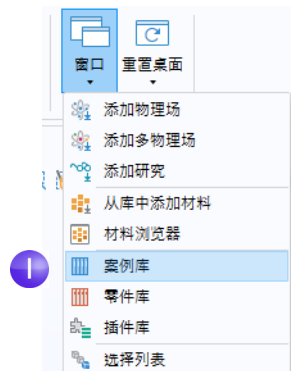 窗口 重置桌面
添加物理场
添加多物理场
添加研究
从库中添加材料
材料浏览器
1 案例库
零件库
插件库
选择列表